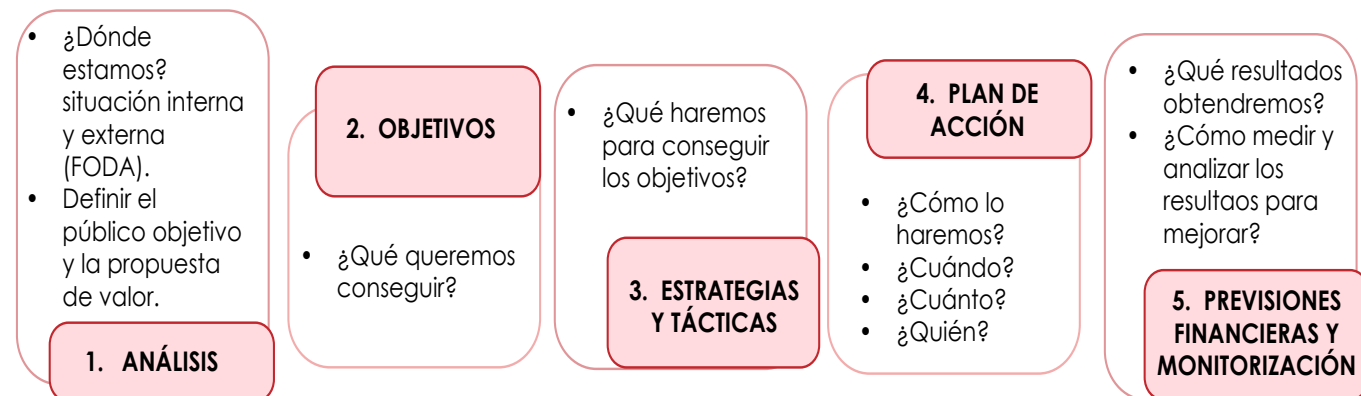 • ¿Dónde
estamos?
situación interna
y externa
(FODA).
• Definir el
público objetivo
y la propuesta
de valor.
1. ANÁLISIS
2. OBJETIVOS
• ¿Qué queremos
conseguir?
• ¿Qué haremos
para conseguir
los objetivos?
3. ESTRATEGIAS
Y TÁCTICAS
4. PLAN DE
ACCIÓN
• ¿Cómo lo
haremos?
• ¿Cuándo?
• ¿Cuánto?
• ¿Quién?
• ¿Qué resultados
obtendremos?
• ¿Cómo medir y
analizar los
resultaos para
mejorar?
5. PREVISIONES
FINANCIERAS Y
MONITORIZACIÓN